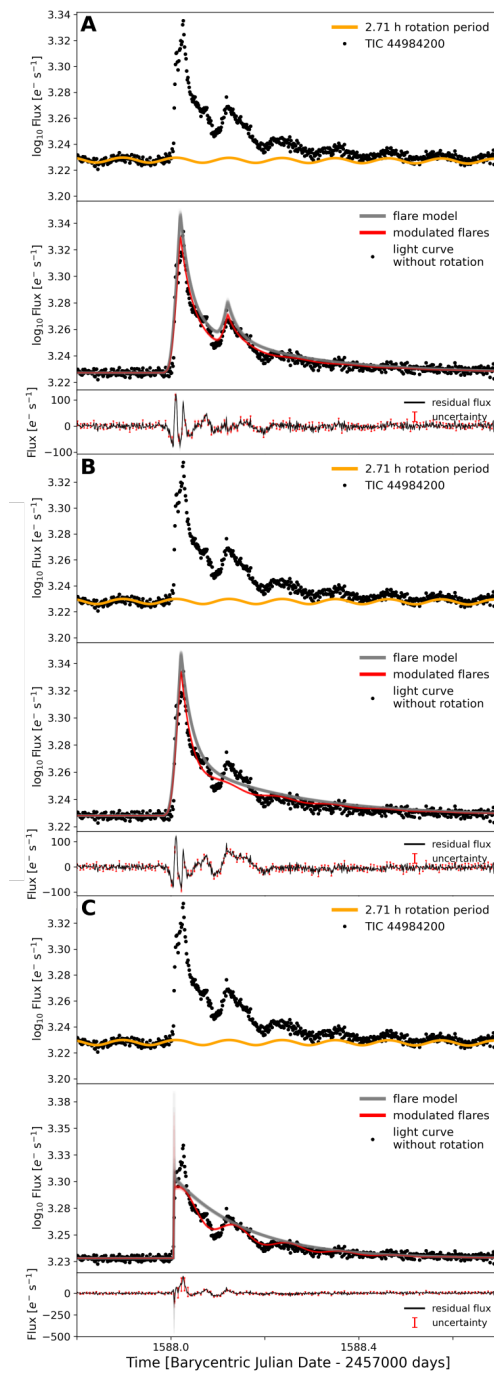 A
3.34
3.32
3.30
3.28
3.26
3.24
3.22
3.20
log₁₀ Flux [e⁻ s⁻¹]
2.71 h rotation period
TIC 44984200
3.34
3.32
3.30
3.28
3.26
3.24
3.22
log₁₀ Flux [e⁻ s⁻¹]
flare model
modulated flares
light curve
without rotation
100
0
−100
Flux [e⁻ s⁻¹]
residual flux
uncertainty
B
3.32
3.30
3.28
3.26
3.24
3.22
3.20
log₁₀ Flux [e⁻ s⁻¹]
2.71 h rotation period
TIC 44984200
3.34
3.32
3.30
3.28
3.26
3.24
3.22
log₁₀ Flux [e⁻ s⁻¹]
flare model
modulated flares
light curve
without rotation
100
0
−100
Flux [e⁻ s⁻¹]
residual flux
uncertainty
C
3.32
3.30
3.28
3.26
3.24
3.22
3.20
log₁₀ Flux [e⁻ s⁻¹]
2.71 h rotation period
TIC 44984200
3.38
3.35
3.33
3.30
3.28
3.25
3.23
log₁₀ Flux [e⁻ s⁻¹]
flare model
modulated flares
light curve
without rotation
0
−250
−500
Flux [e⁻ s⁻¹]
residual flux
uncertainty
1588.0
1588.4
Time [Barycentric Julian Date - 2457000 days]